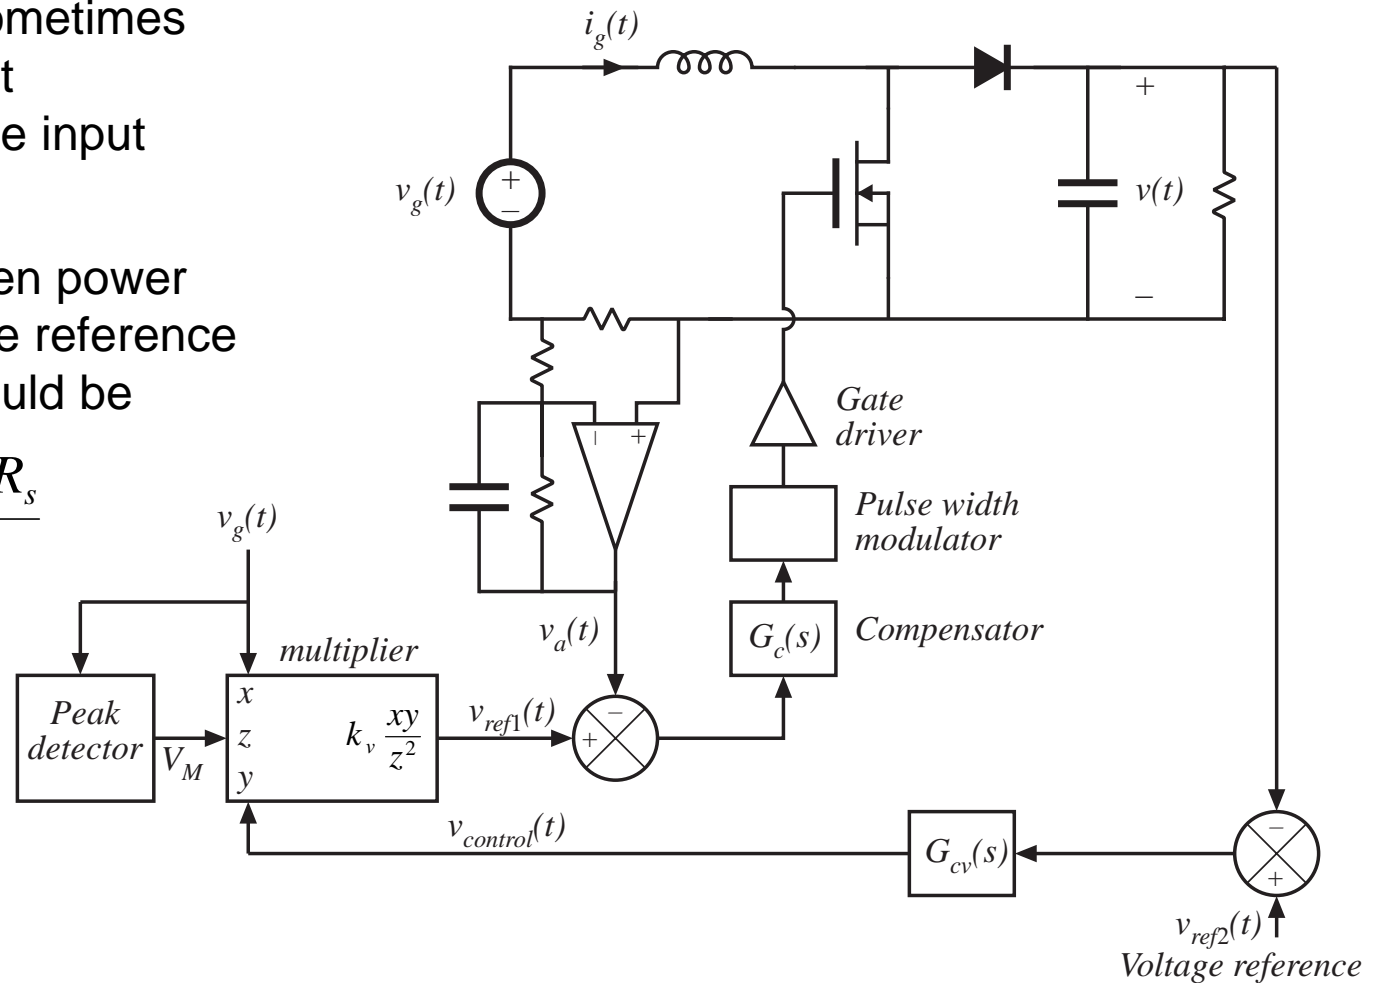 ometimes
t
e input
en power
e reference
ould be
R_s
i_g(t)
+
v_g(t)
+
−
v(t)
−
− +
Gate
driver
Pulse width
modulator
v_g(t)
v_a(t)
G_c(s) Compensator
multiplier
Peak
detector
V_M
x
z
y
k_v xy/z^2
v_ref1(t)
−
+
v_control(t)
G_cv(s)
−
+
v_ref2(t)
Voltage reference